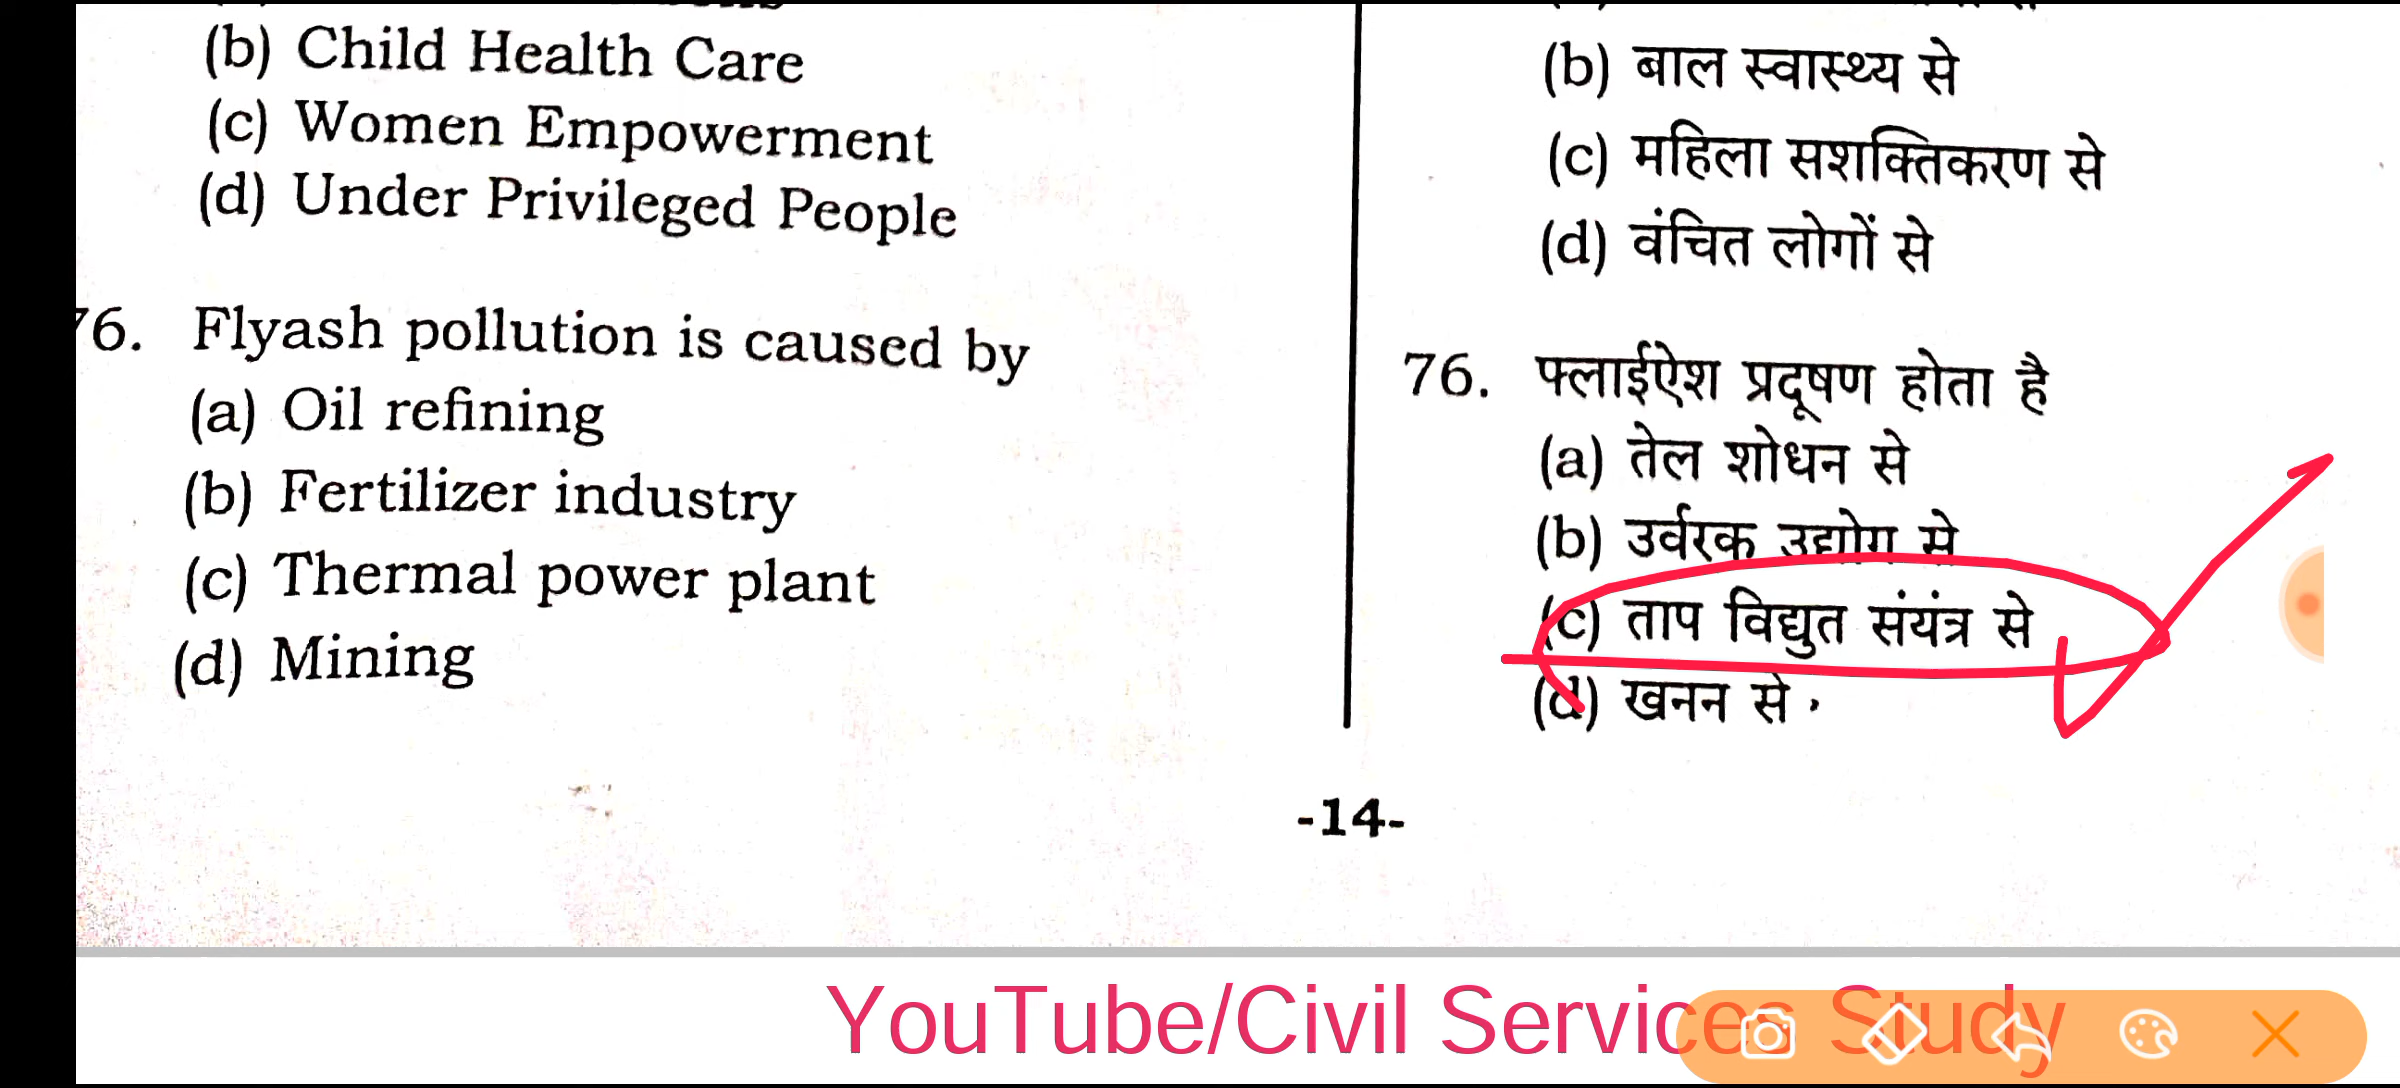 (b) Child Health Care
(c) Women Empowerment
(d) Under Privileged People
76. Flyash pollution is caused by
(a) Oil refining
(b) Fertilizer industry
(c) Thermal power plant
(d) Mining
(b) बाल स्वास्थ्य से
(c) महिला सशक्तिकरण से
(d) वंचित लोगों से
76. फ्लाईऐश प्रदूषण होता है
(a) तेल शोधन से
(b) उर्वरक उद्योग से
(c) ताप विद्युत संयंत्र से
(d) खनन से
-14-
YouTube/Civil Services Study